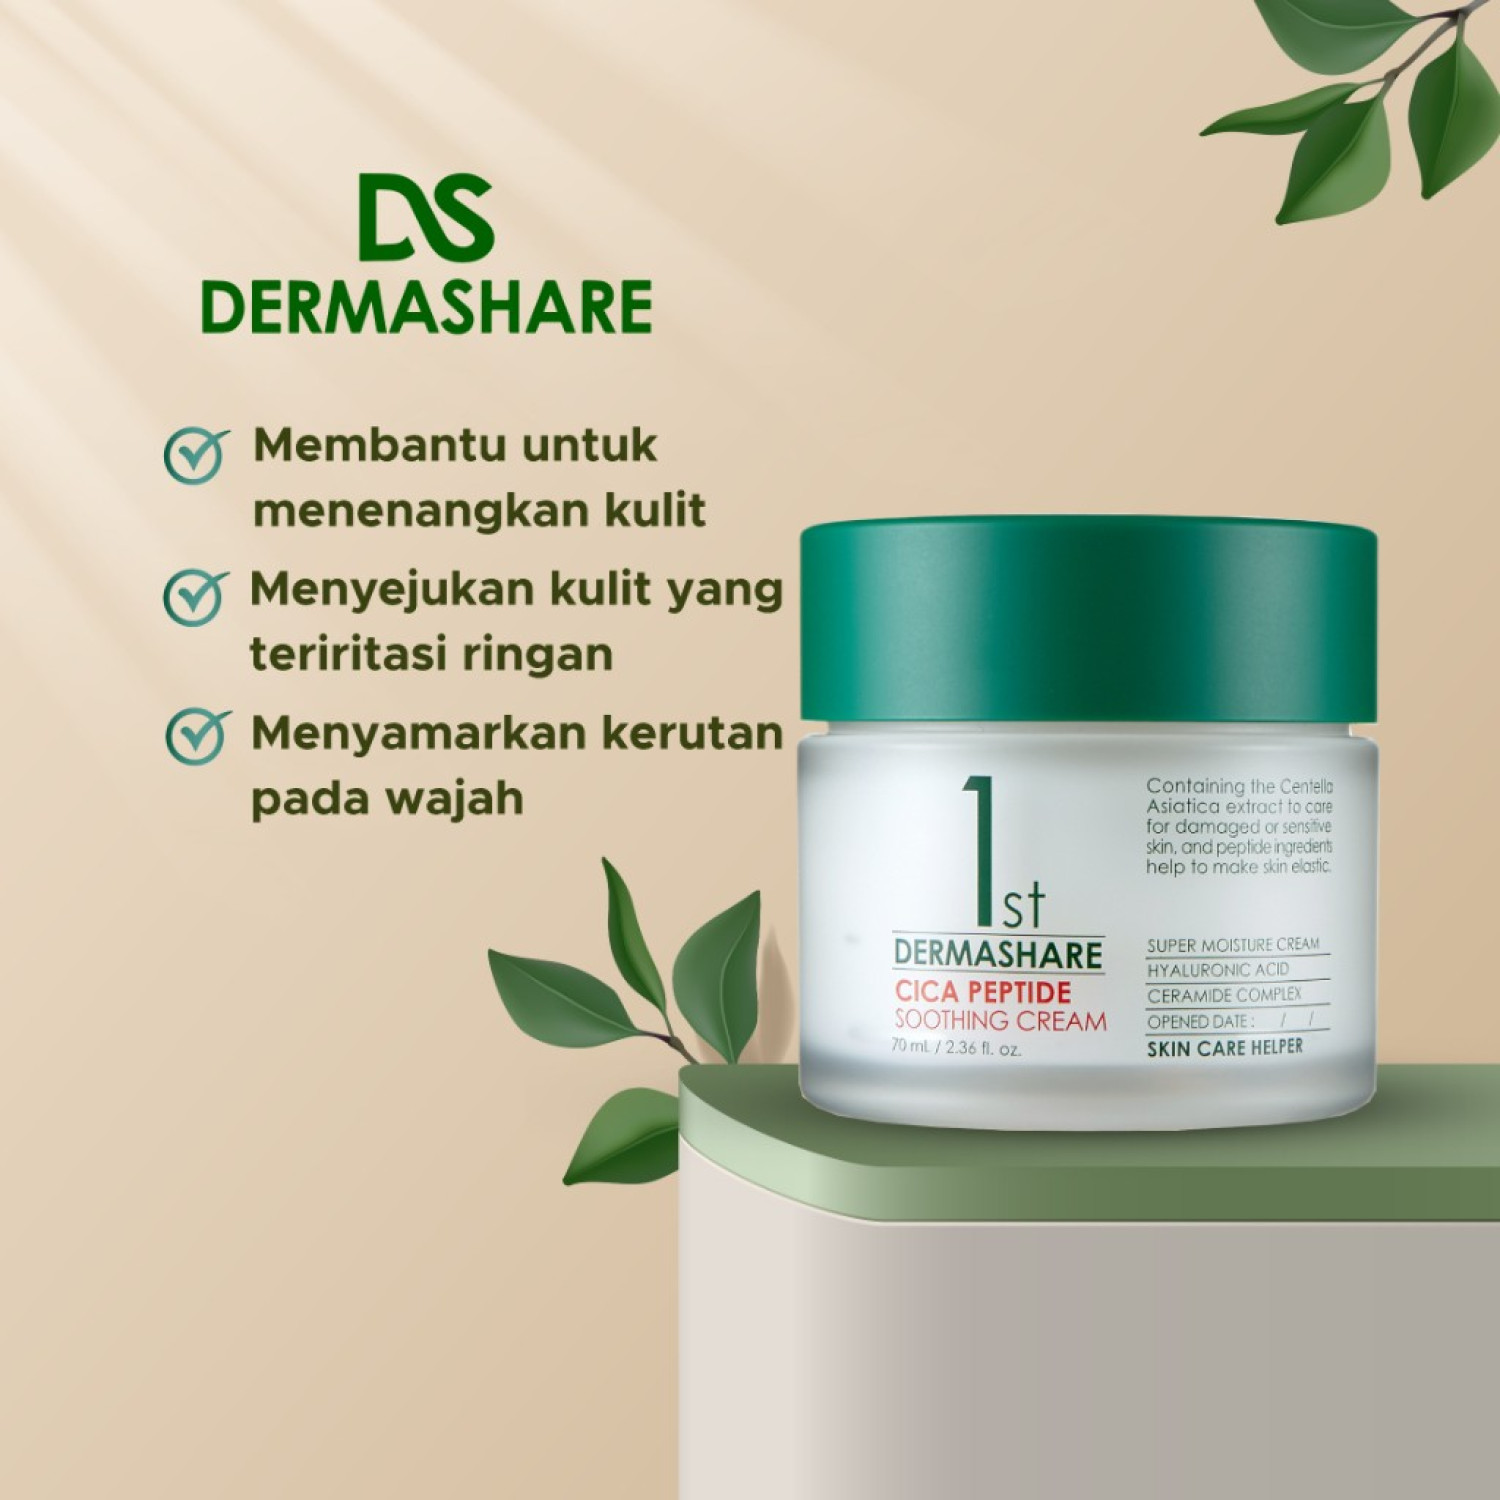 DS
DERMASHARE
Membantu untuk
menenangkan kulit
Menyejukan kulit yang
teriritasi ringan
Menyamarkan kerutan
pada wajah
1st
DERMASHARE
CICA PEPTIDE
SOOTHING CREAM
70 mL / 2.36 fl. oz.
Containing the Centella
Asiatica extract to care
for damaged or sensitive
skin, and peptide ingredients
help to make skin elastic.
SUPER MOISTURE CREAM
HYALURONIC ACID
CERAMIDE COMPLEX
OPENED DATE : / /
SKIN CARE HELPER